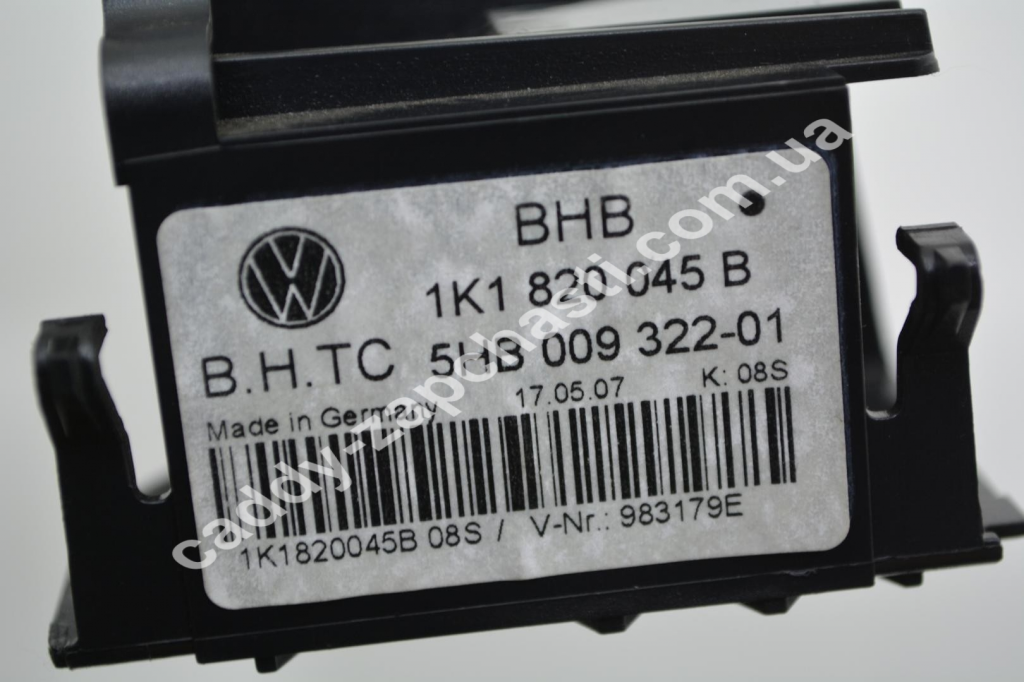 BHB
1K1 820 045 B
B.H.TC 5HB 009 322-01
Made in Germany 17.05.07 K: 08S
1K1820045B 08S / V-Nr.: 983179E
caddy-zapchasti.com.ua